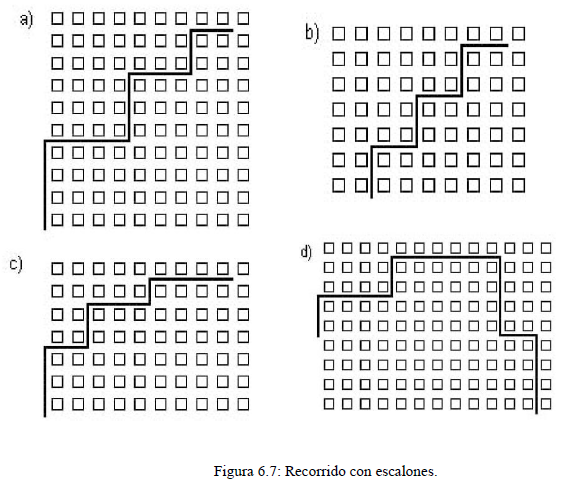 a)
b)
c)
d)
Figura 6.7: Recorrido con escalones.